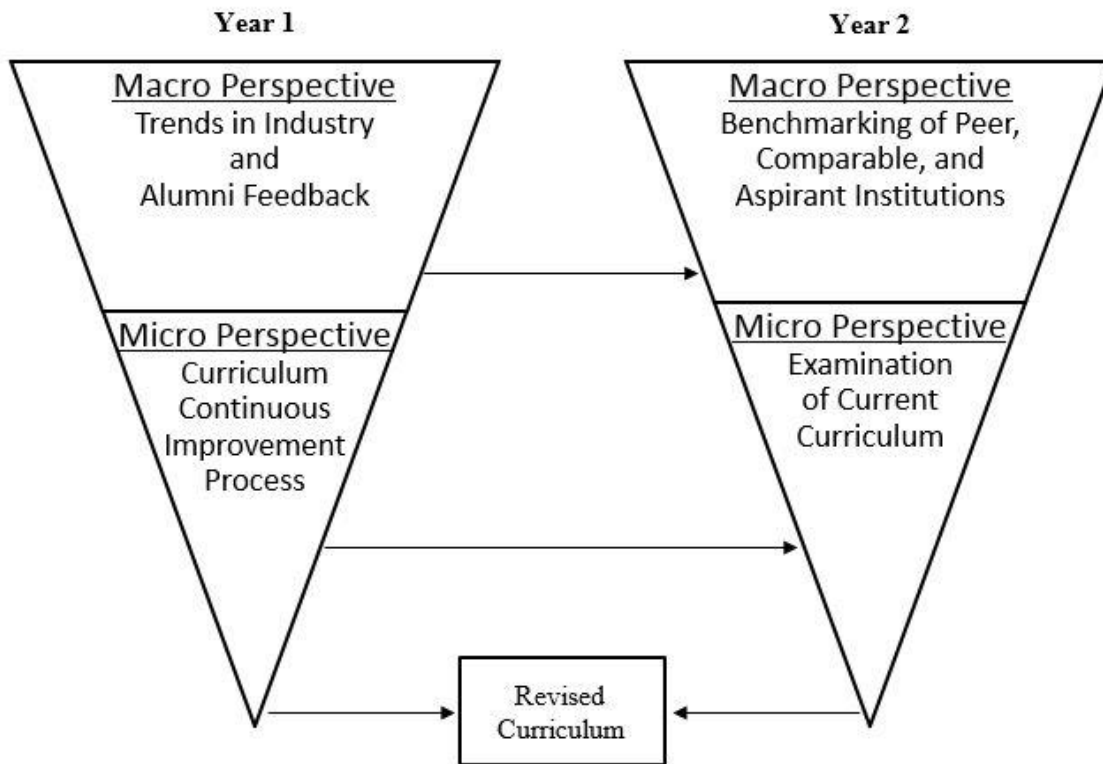 Year 1
Macro Perspective
Trends in Industry
and
Alumni Feedback
Micro Perspective
Curriculum
Continuous
Improvement
Process
Year 2
Macro Perspective
Benchmarking of Peer,
Comparable, and
Aspirant Institutions
Micro Perspective
Examination
of Current
Curriculum
Revised
Curriculum